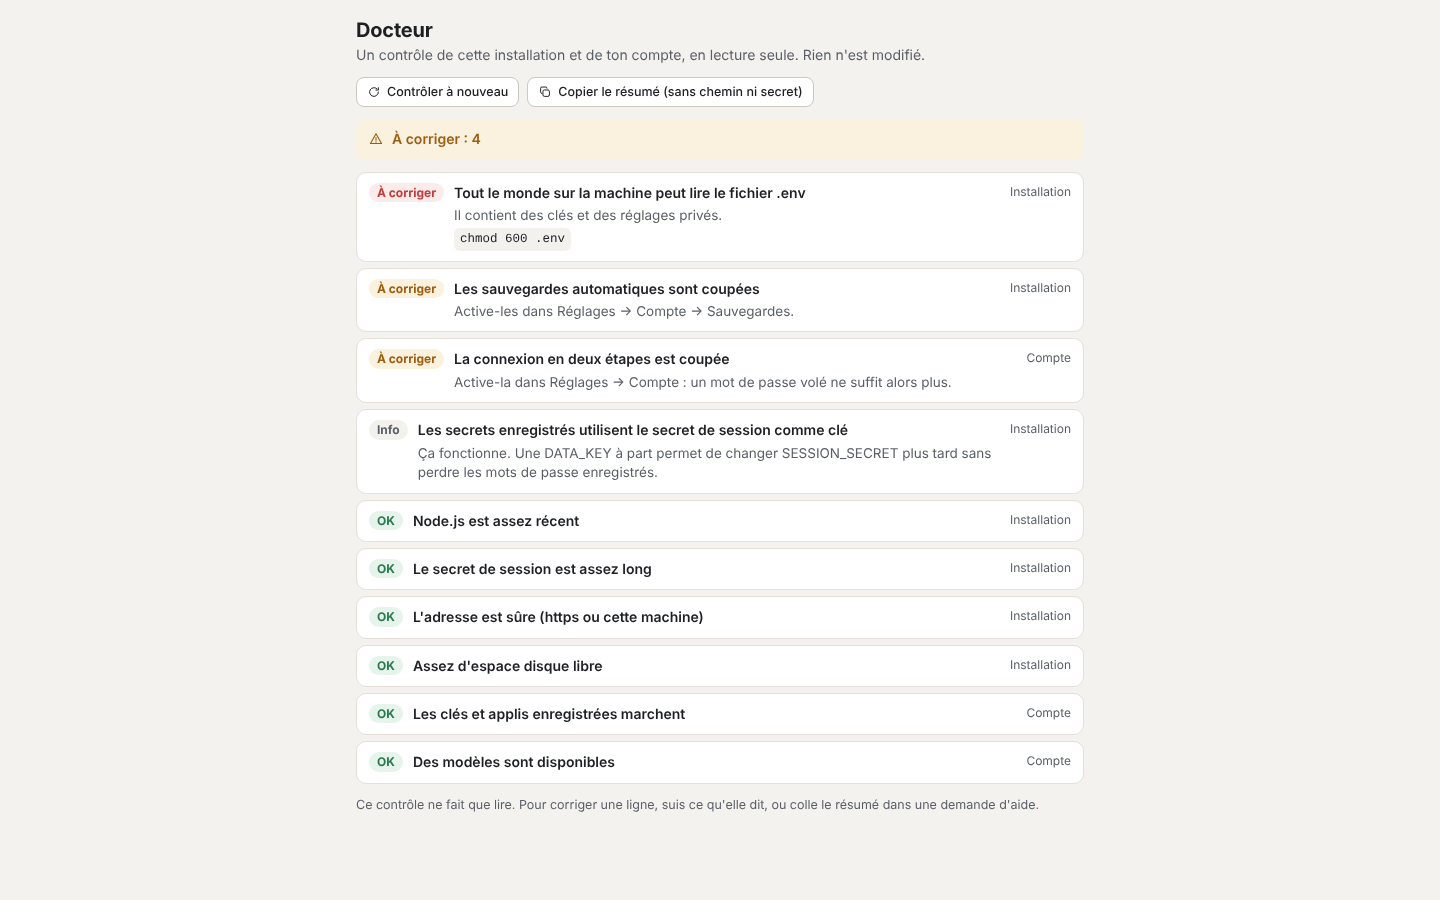 Docteur
Un contrôle de cette installation et de ton compte, en lecture seule. Rien n'est modifié.
Contrôler à nouveau
Copier le résumé (sans chemin ni secret)
À corriger : 4
À corriger
Tout le monde sur la machine peut lire le fichier .env
Installation
Il contient des clés et des réglages privés.
chmod 600 .env
À corriger
Les sauvegardes automatiques sont coupées
Installation
Active-les dans Réglages → Compte → Sauvegardes.
À corriger
La connexion en deux étapes est coupée
Compte
Active-la dans Réglages → Compte : un mot de passe volé ne suffit alors plus.
Info
Les secrets enregistrés utilisent le secret de session comme clé
Installation
Ça fonctionne. Une DATA_KEY à part permet de changer SESSION_SECRET plus tard sans
perdre les mots de passe enregistrés.
OK
Node.js est assez récent
Installation
OK
Le secret de session est assez long
Installation
OK
L'adresse est sûre (https ou cette machine)
Installation
OK
Assez d'espace disque libre
Installation
OK
Les clés et applis enregistrées marchent
Compte
OK
Des modèles sont disponibles
Compte
Ce contrôle ne fait que lire. Pour corriger une ligne, suis ce qu'elle dit, ou colle le résumé dans une demande d'aide.